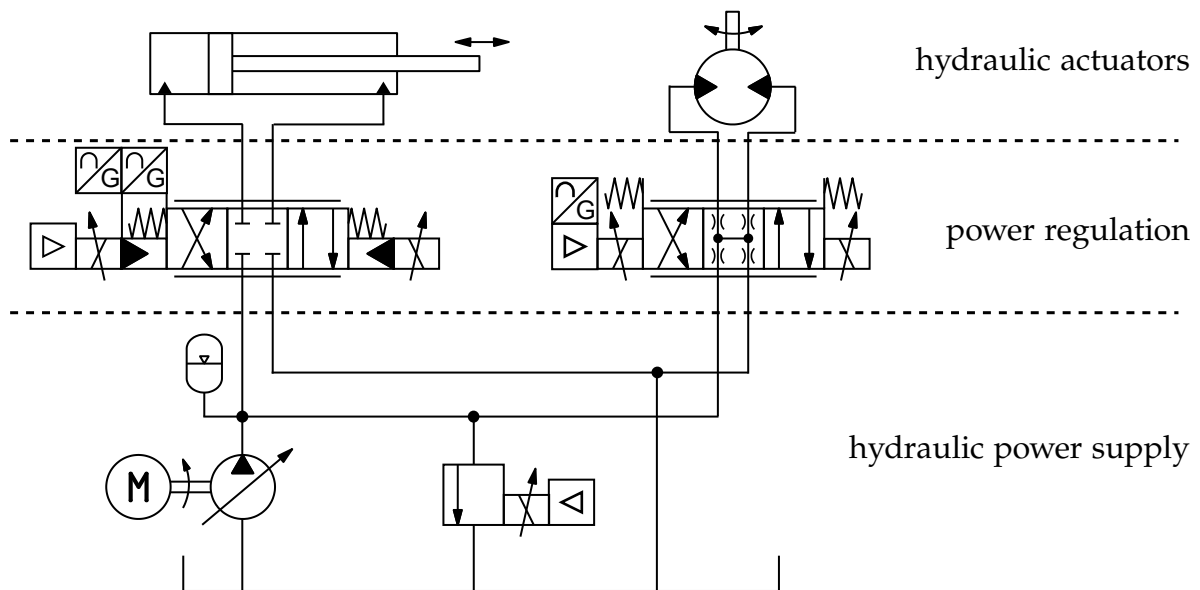 hydraulic actuators
G G
G
power regulation
M
hydraulic power supply